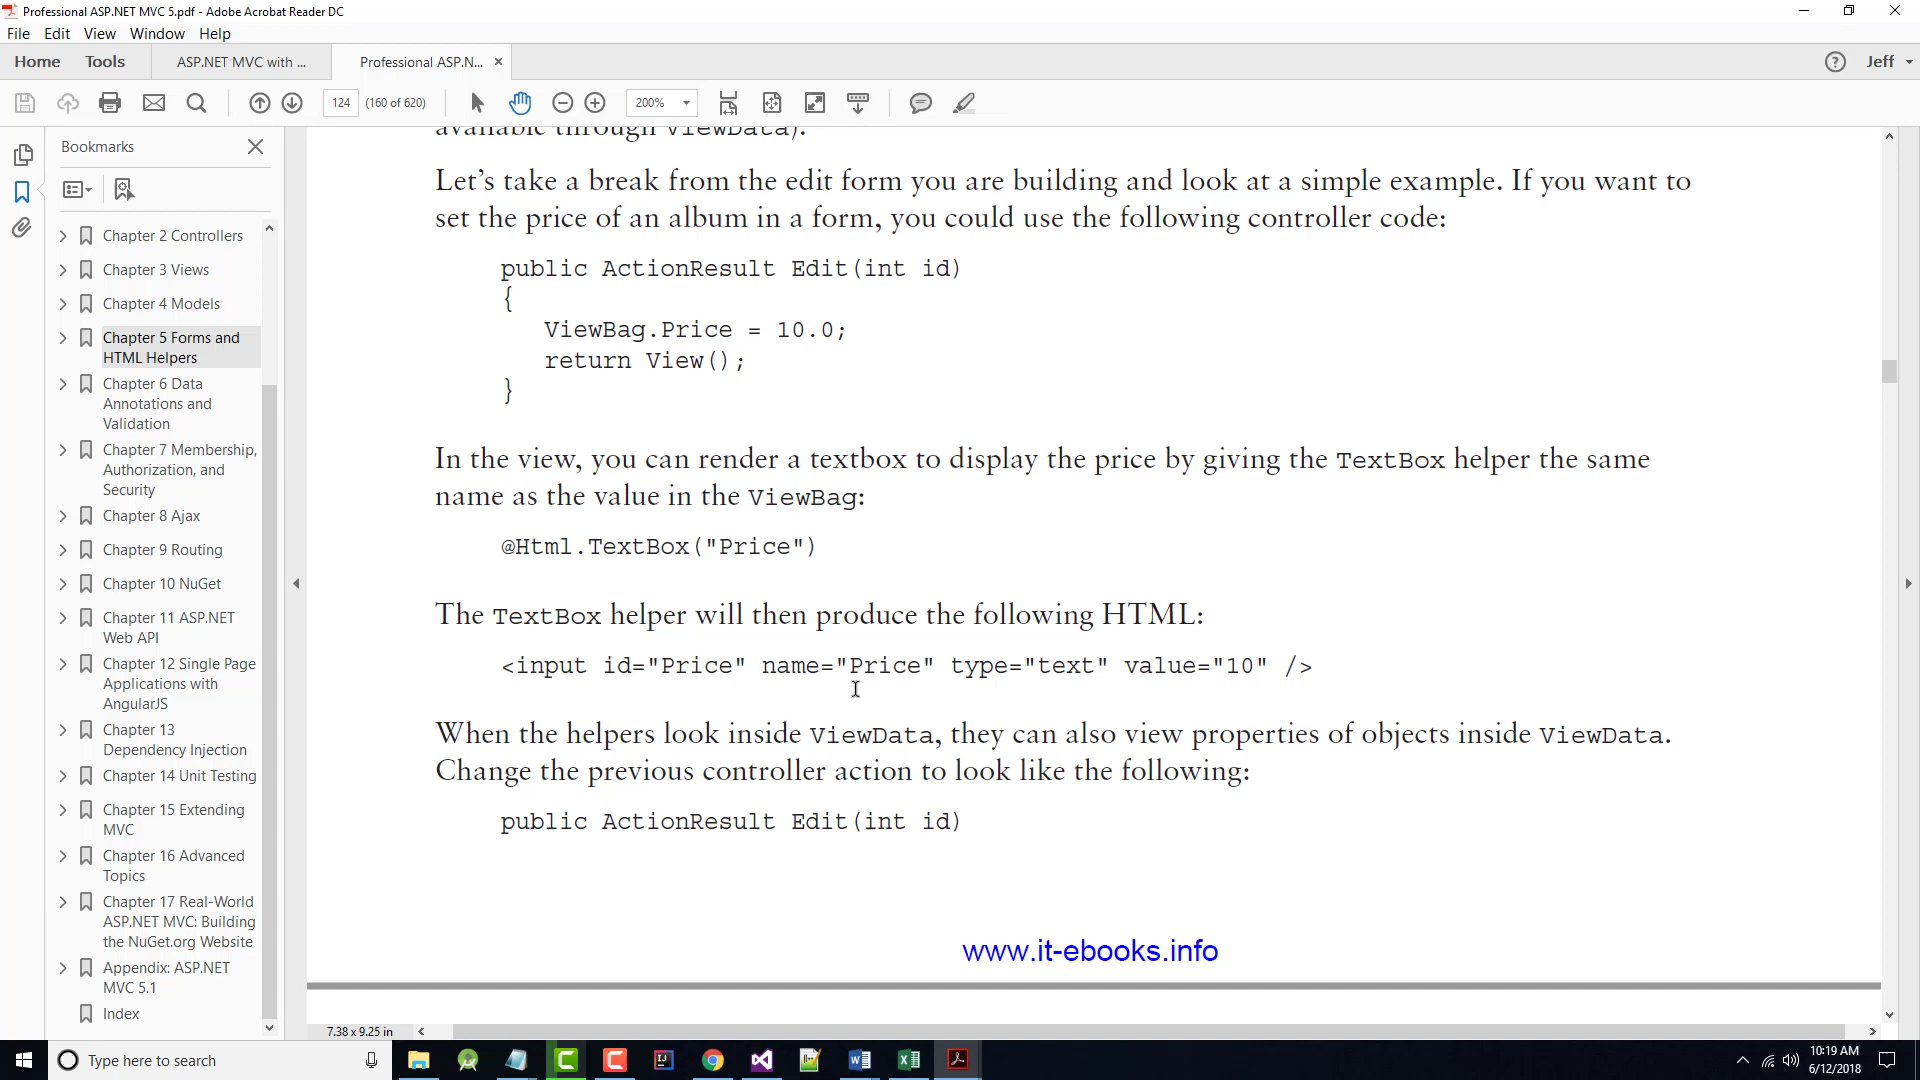 Professional ASP.NET MVC 5.pdf - Adobe Acrobat Reader DC
File Edit View Window Help
Home Tools ASP.NET MVC with ... Professional ASP.N... Jeff
124 (160 of 620) 200%
Bookmarks
Chapter 2 Controllers
Chapter 3 Views
Chapter 4 Models
Chapter 5 Forms and
HTML Helpers
Chapter 6 Data
Annotations and
Validation
Chapter 7 Membership,
Authorization, and
Security
Chapter 8 Ajax
Chapter 9 Routing
Chapter 10 NuGet
Chapter 11 ASP.NET
Web API
Chapter 12 Single Page
Applications with
AngularJS
Chapter 13
Dependency Injection
Chapter 14 Unit Testing
Chapter 15 Extending
MVC
Chapter 16 Advanced
Topics
Chapter 17 Real-World
ASP.NET MVC: Building
the NuGet.org Website
Appendix: ASP.NET
MVC 5.1
Index
available through ViewData).
Let's take a break from the edit form you are building and look at a simple example. If you want to
set the price of an album in a form, you could use the following controller code:
public ActionResult Edit(int id)
{
ViewBag.Price = 10.0;
return View();
}
In the view, you can render a textbox to display the price by giving the TextBox helper the same
name as the value in the ViewBag:
@Html.TextBox("Price")
The TextBox helper will then produce the following HTML:
<input id="Price" name="Price" type="text" value="10" />
When the helpers look inside ViewData, they can also view properties of objects inside ViewData.
Change the previous controller action to look like the following:
public ActionResult Edit(int id)
www.it-ebooks.info
7.38 x 9.25 in
Type here to search
10:19 AM
6/12/2018